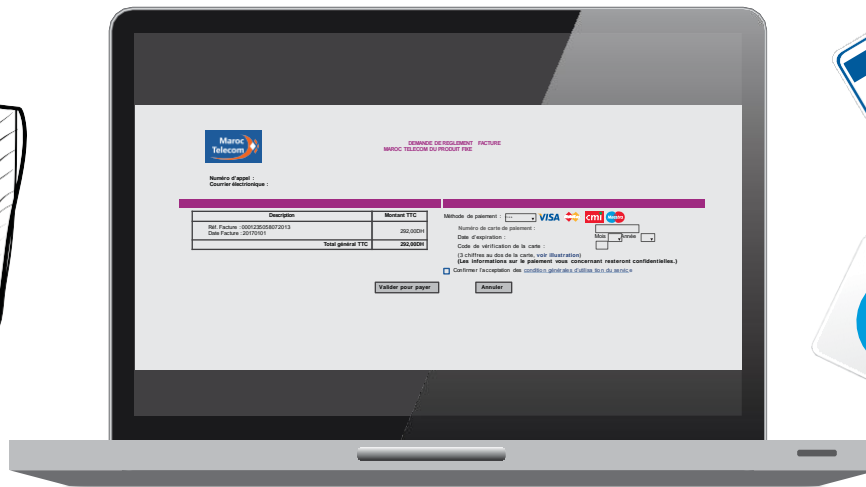 Maroc
Telecom
DEMANDE DE REGLEMENT FACTURE
MAROC TELECOM DU PRODUIT FIXE
Numéro d'appel :
Courrier électrionique :
Description Montant TTC
Réf. Facture : 0001235058072013
Date Facture : 20170101
292,00DH
Total général TTC 292,00DH
Méthode de paiement : --- VISA cmi Maestro
Numéro de carte de paiement :
Date d'expiration : Mois Année
Code de vérification de la carte :
(3 chiffres au dos de la carte, voir illustration)
(Les informations sur le paiement vous concernant resteront confidentielles.)
Confirmer l'acceptation des condition générales d'utilisation du service
Valider pour payer Annuler